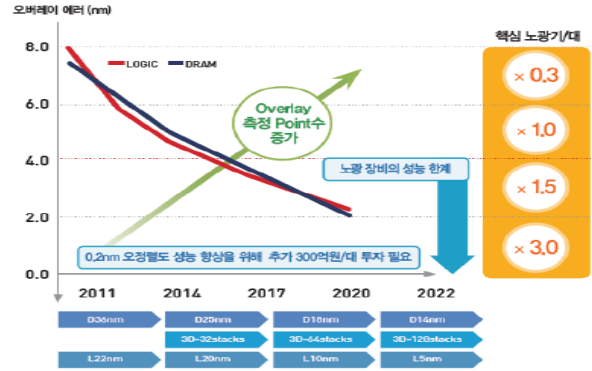 오버레이 에러 (nm)
핵심 노광기/대
8.0
6.0
4.0
2.0
0.0
LOGIC
DRAM
Overlay
측정 Point수
증가
노광 장비의 성능 한계
0.2nm 오정렬도 성능 향상을 위해 추가 300억원/대 투자 필요
× 0.3
× 1.0
× 1.5
× 3.0
2011
2014
2017
2020
2022
D36nm
D25nm
D18nm
D14nm
3D-32stacks
3D-64stacks
3D-128stacks
L22nm
L20nm
L10nm
L5nm